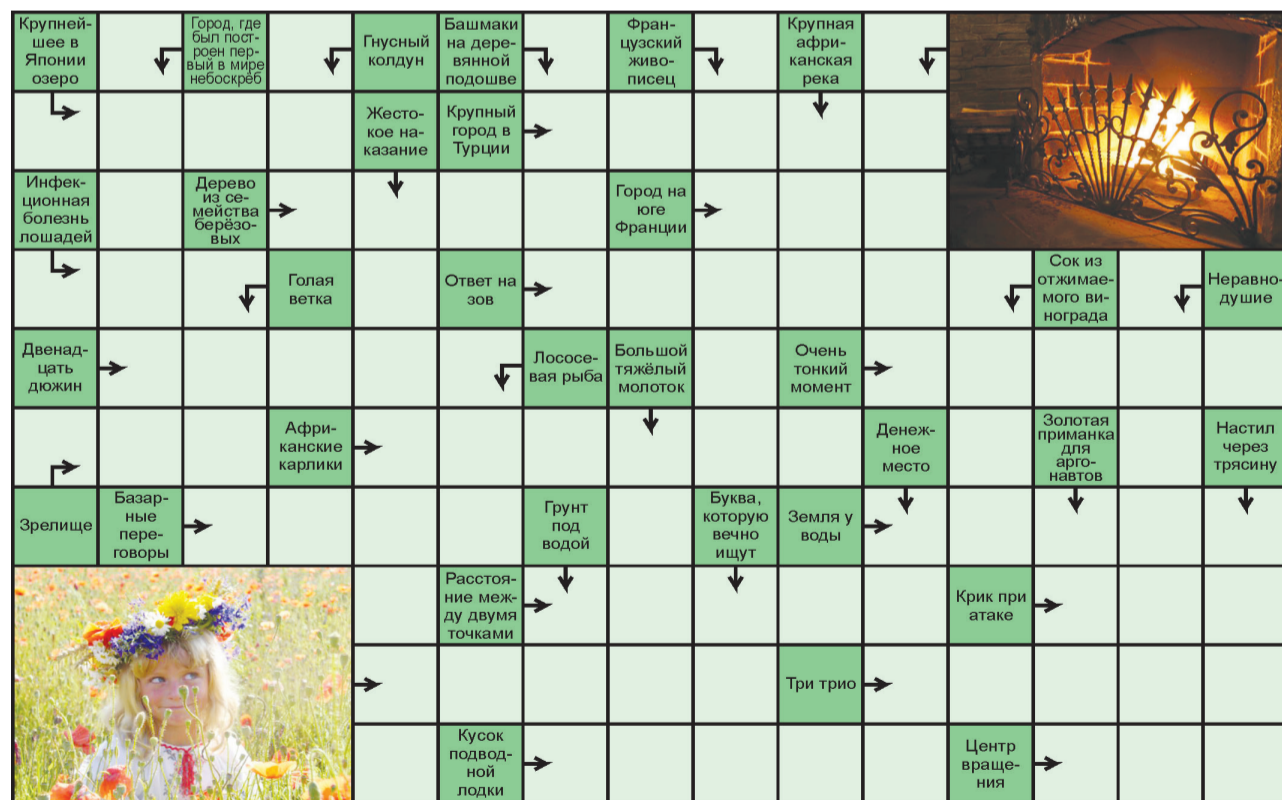 Крупней-
шее в
Японии
озеро
Город, где
был пост-
роен пер-
вый в мире
небоскрёб
Гнусный
колдун
Башмаки
на дере-
вянной
подошве
Фран-
цузский
живо-
писец
Крупная
афри-
канская
река
Жесто-
кое на-
казание
Крупный
город в
Турции
Инфек-
ционная
болезнь
лошадей
Дерево
из се-
мейства
берёзо-
вых
Город на
юге
Франции
Голая
ветка
Ответ на
зов
Сок из
отжимае-
мого ви-
нограда
Неравно-
душие
Двенад-
цать
дюжин
Лососе-
вая рыба
Большой
тяжёлый
молоток
Очень
тонкий
момент
Афри-
канские
карлики
Денеж-
ное
место
Золотая
приманка
для
арго-
навтов
Настил
через
трясину
Зрелище
Базар-
ные
пере-
говоры
Грунт
под
водой
Буква,
которую
вечно
ищут
Земля у
воды
Расстоя-
ние меж-
ду двумя
точками
Крик при
атаке
Три трио
Кусок
подвод-
ной
лодки
Центр
враще-
ния